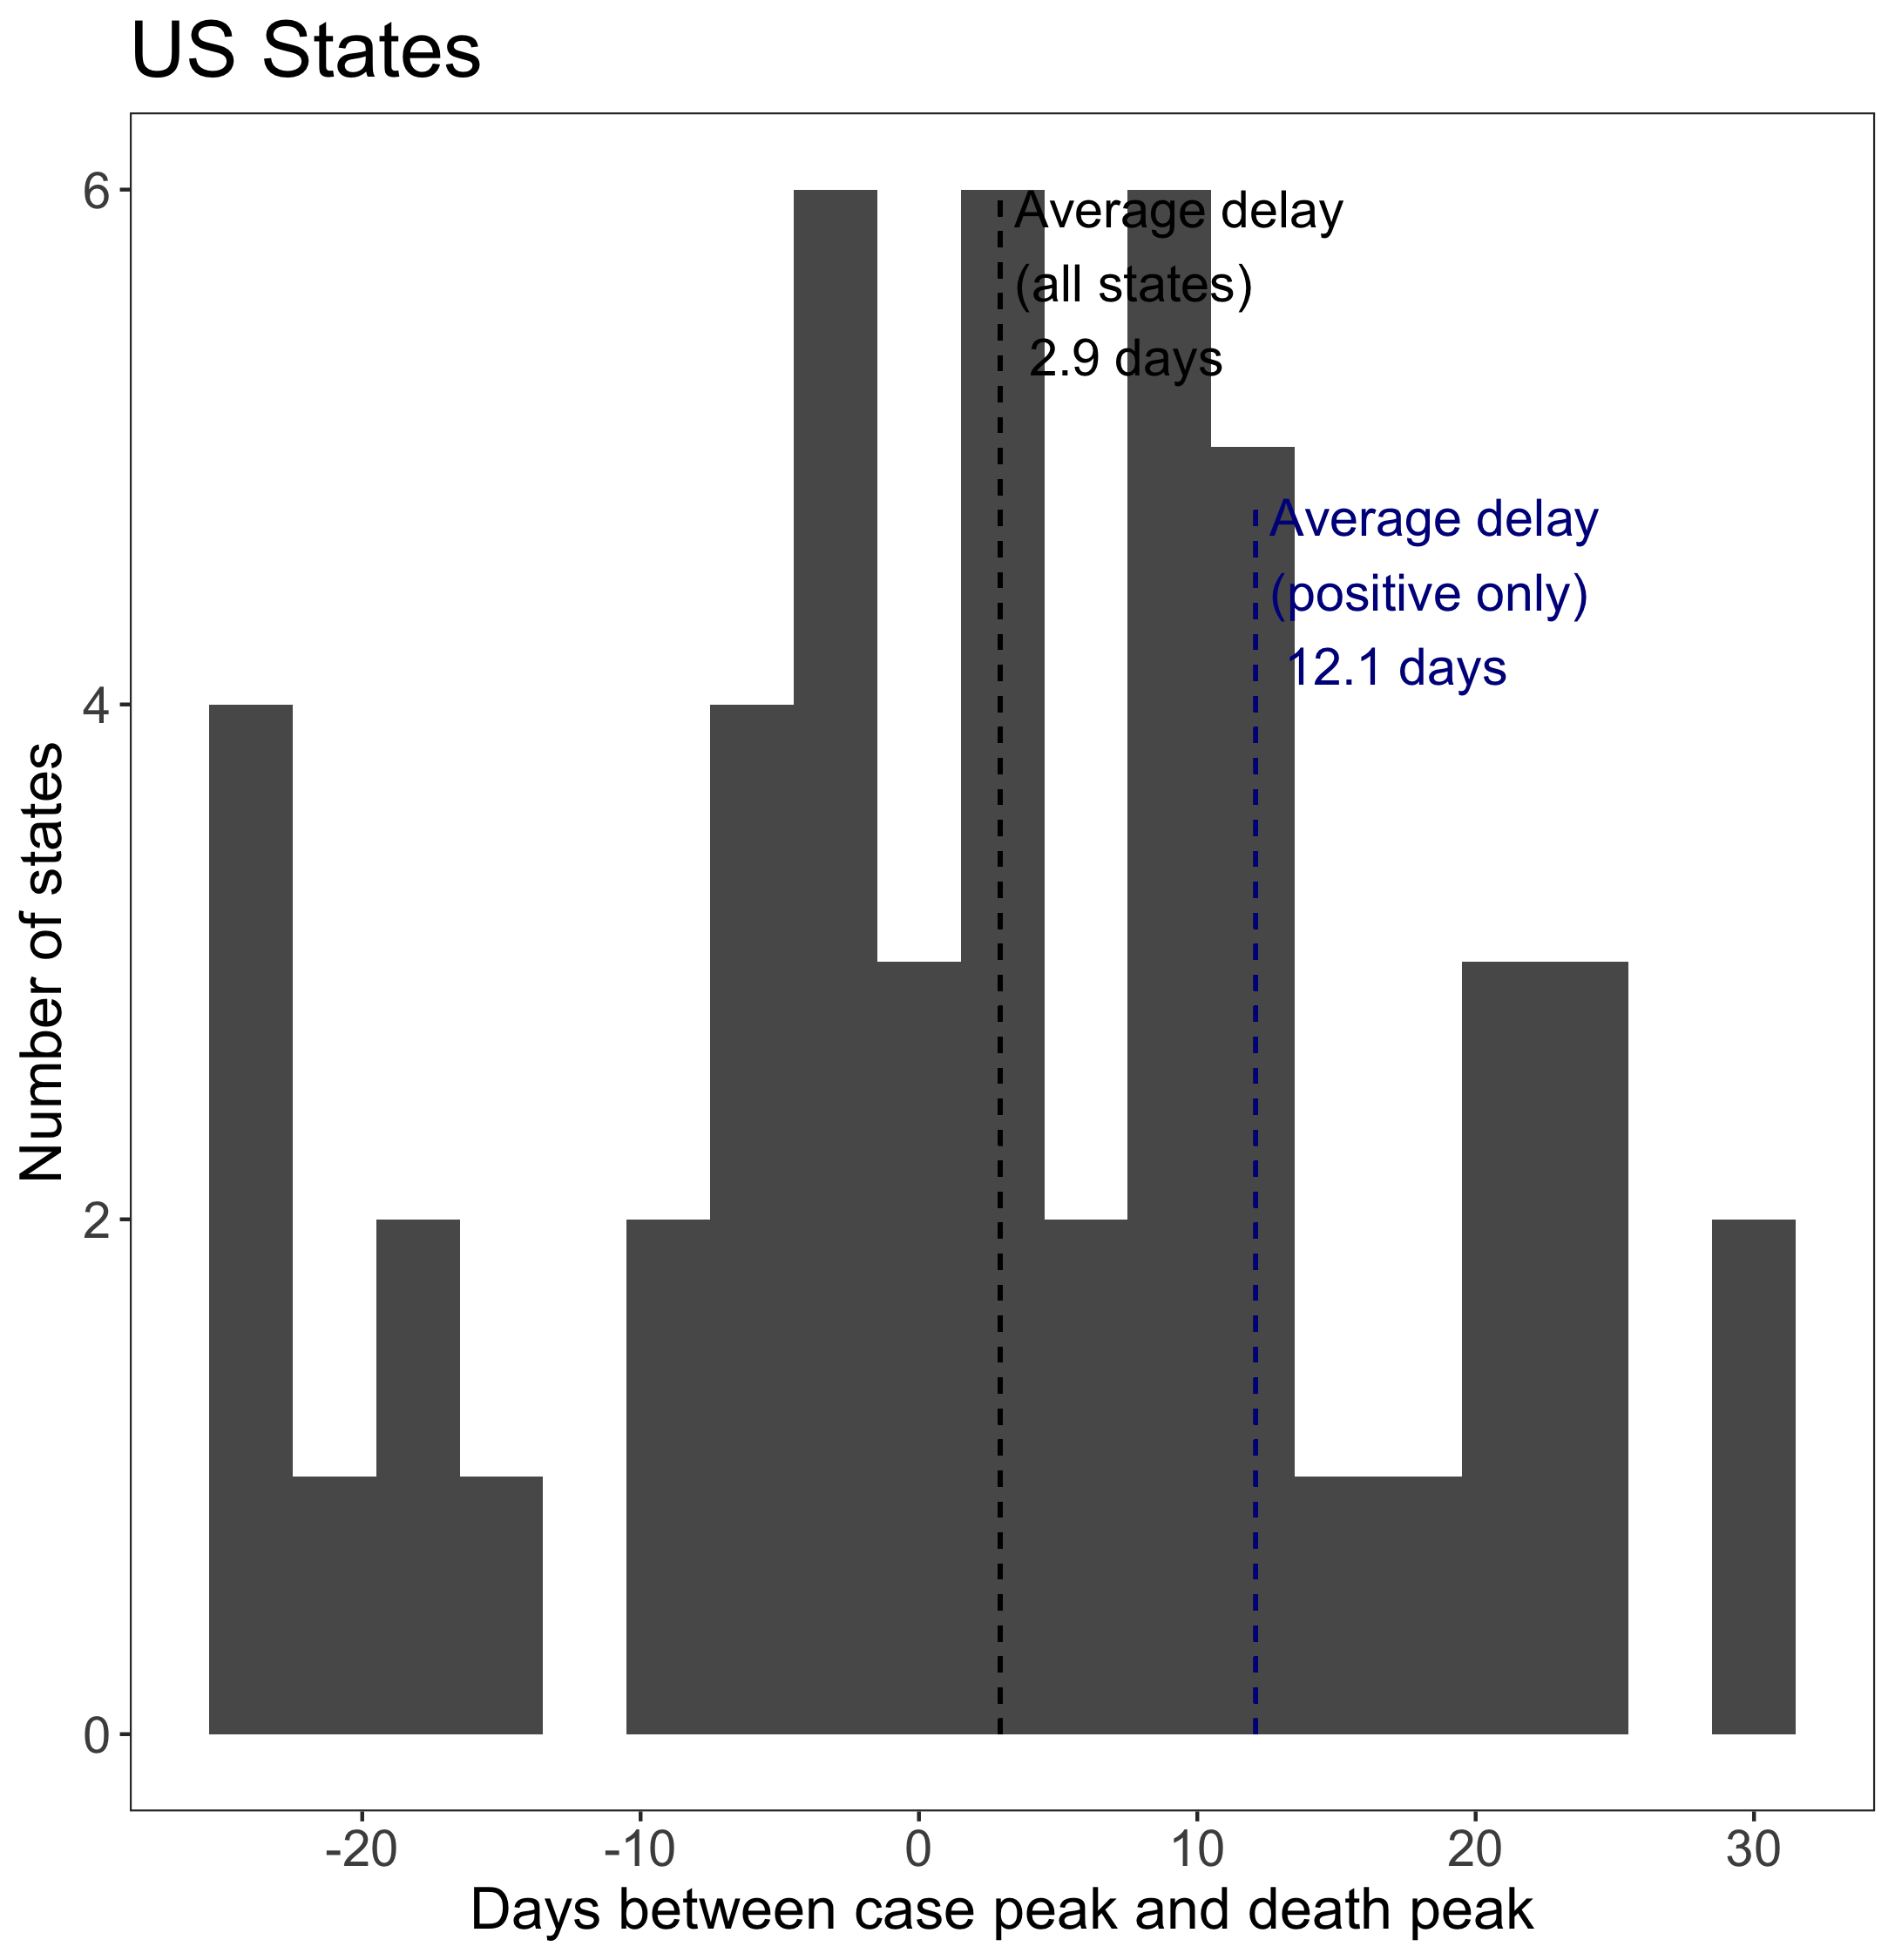 US States
6
4
2
0
Number of states
Average delay
(all states)
2.9 days
Average delay
(positive only)
12.1 days
-20 -10 0 10 20 30
Days between case peak and death peak